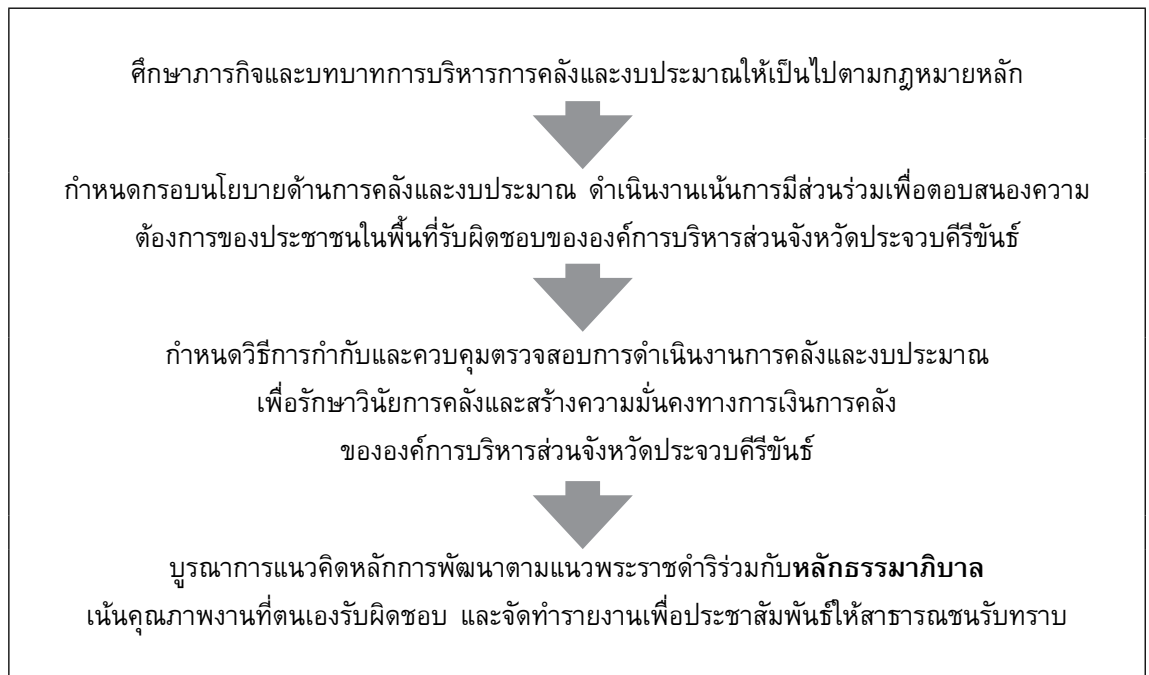 ศึกษาภารกิจและบทบาทการบริหารการคลังและงบประมาณให้เป็นไปตามกฎหมายหลัก
กำหนดกรอบนโยบายด้านการคลังและงบประมาณ ดำเนินงานเน้นการมีส่วนร่วมเพื่อตอบสนองความ
ต้องการของประชาชนในพื้นที่รับผิดชอบขององค์การบริหารส่วนจังหวัดประจวบคีรีขันธ์
กำหนดวิธีการกำกับและควบคุมตรวจสอบการดำเนินงานการคลังและงบประมาณ
เพื่อรักษาวินัยการคลังและสร้างความมั่นคงทางการเงินการคลัง
ขององค์การบริหารส่วนจังหวัดประจวบคีรีขันธ์
บูรณาการแนวคิดหลักการพัฒนาตามแนวพระราชดำริร่วมกับหลักธรรมาภิบาล
เน้นคุณภาพงานที่ตนเองรับผิดชอบ และจัดทำรายงานเพื่อประชาสัมพันธ์ให้สาธารณชนรับทราบ